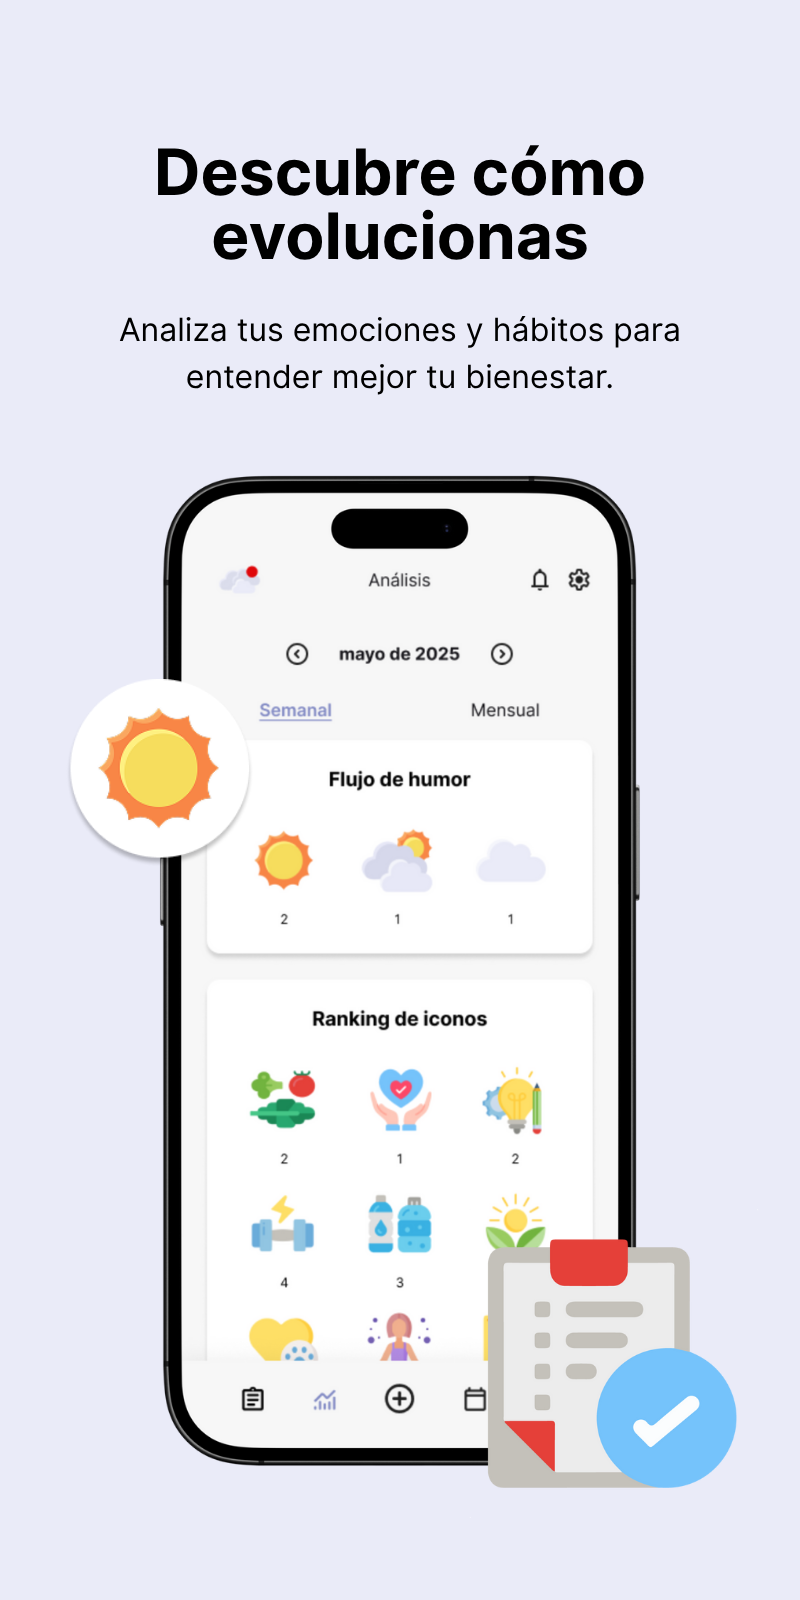 Descubre cómo
evolucionas
Analiza tus emociones y hábitos para
entender mejor tu bienestar.
Análisis
mayo de 2025
Semanal
Mensual
Flujo de humor
2
1
1
Ranking de iconos
2
1
2
4
3